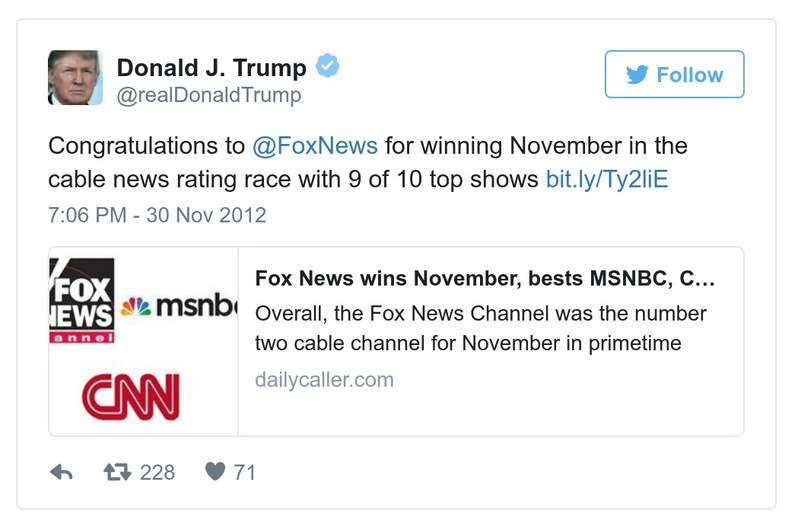 Donald J. Trump
@realDonaldTrump
Follow
Congratulations to @FoxNews for winning November in the
cable news rating race with 9 of 10 top shows bit.ly/Ty2liE
7:06 PM - 30 Nov 2012
FOX
NEWS
annel
msnb
CNN
Fox News wins November, bests MSNBC, C...
Overall, the Fox News Channel was the number
two cable channel for November in primetime
dailycaller.com
228
71